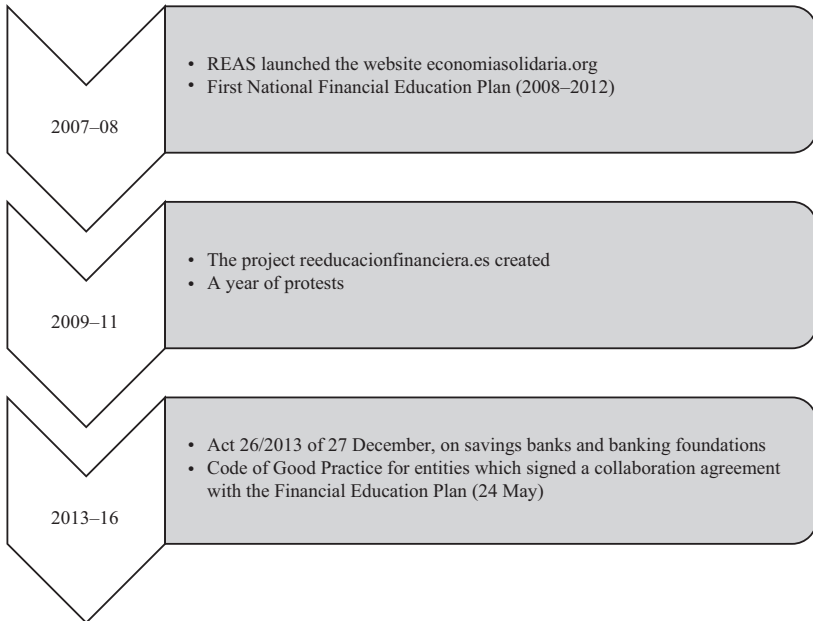 2007–08
• REAS launched the website economiasolidaria.org
• First National Financial Education Plan (2008–2012)
2009–11
• The project reeducacionfinanciera.es created
• A year of protests
2013–16
• Act 26/2013 of 27 December, on savings banks and banking foundations
• Code of Good Practice for entities which signed a collaboration agreement
with the Financial Education Plan (24 May)